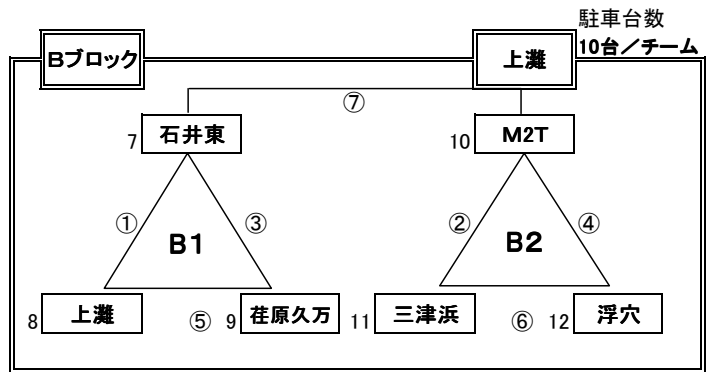 駐車台数
Bブロック
上灘
10台／チーム
⑦
7 石井東
10 M2T
① ③ ② ④
B1 B2
8 上灘
⑤
9 荏原久万
11 三津浜
⑥
12 浮穴